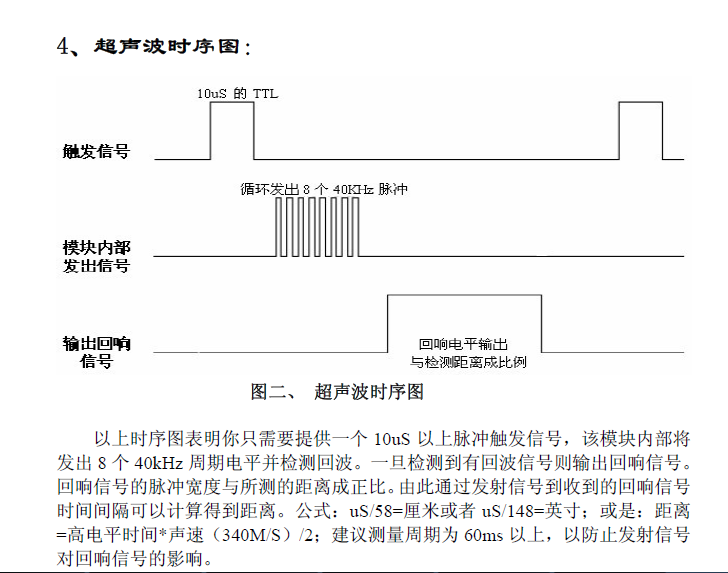 4、超声波时序图：
10uS 的 TTL
触发信号
循环发出 8 个 40KHz 脉冲
模块内部
发出信号
输出回响
信号
回响电平输出
与检测距离成比例
图二、 超声波时序图
以上时序图表明你只需要提供一个 10uS 以上脉冲触发信号，该模块内部将
发出 8 个 40kHz 周期电平并检测回波。一旦检测到有回波信号则输出回响信号。
回响信号的脉冲宽度与所测的距离成正比。由此通过发射信号到收到的回响信号
时间间隔可以计算得到距离。公式：uS/58=厘米或者 uS/148=英寸；或是：距离
=高电平时间*声速（340M/S）/2；建议测量周期为 60ms 以上，以防止发射信号
对回响信号的影响。